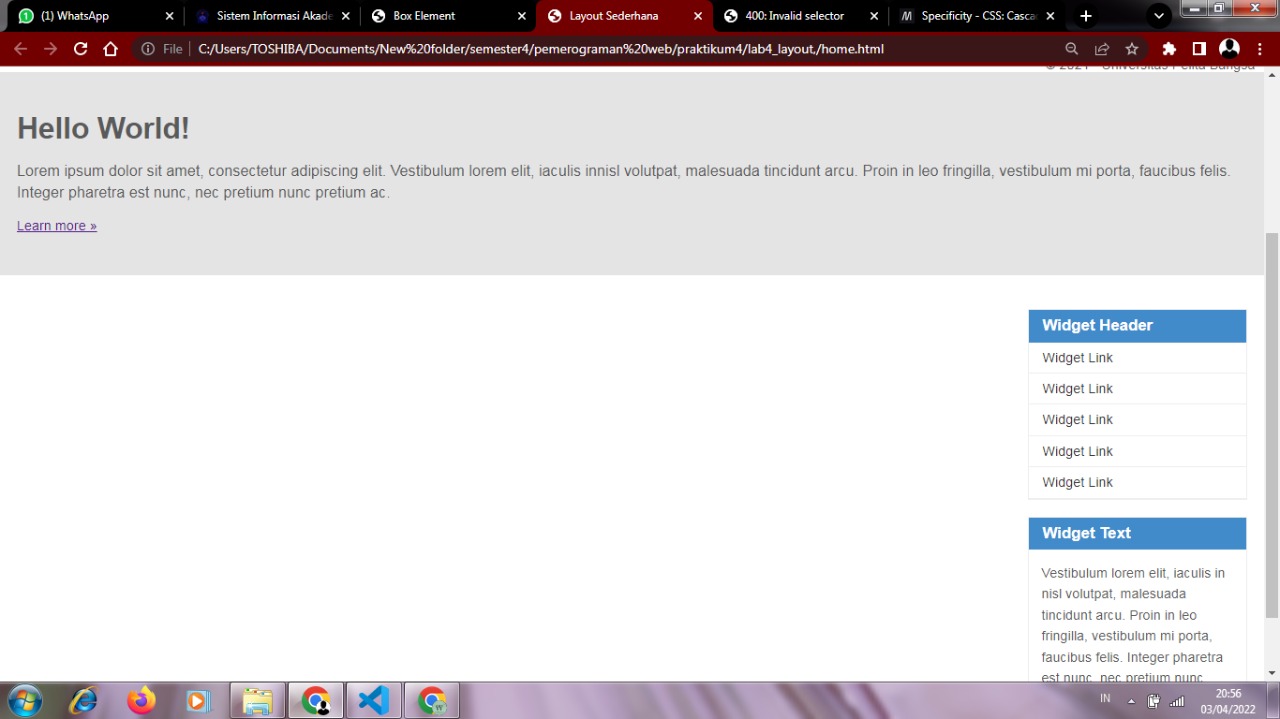 (1) WhatsApp
Sistem Informasi Akade
Box Element
Layout Sederhana
400: Invalid selector
Specificity - CSS: Casca
File
C:/Users/TOSHIBA/Documents/New%20folder/semester4/pemerograman%20web/praktikum4/lab4_layout,/home.html
© 2021 - Universitas Pelita Bangsa
Hello World!
Lorem ipsum dolor sit amet, consectetur adipiscing elit. Vestibulum lorem elit, iaculis innisl volutpat, malesuada tincidunt arcu. Proin in leo fringilla, vestibulum mi porta, faucibus felis.
Integer pharetra est nunc, nec pretium nunc pretium ac.
Learn more »
Widget Header
Widget Link
Widget Link
Widget Link
Widget Link
Widget Link
Widget Text
Vestibulum lorem elit, iaculis in
nisl volutpat, malesuada
tincidunt arcu. Proin in leo
fringilla, vestibulum mi porta,
faucibus felis. Integer pharetra
est nunc, nec pretium nunc
IN
20:56
03/04/2022